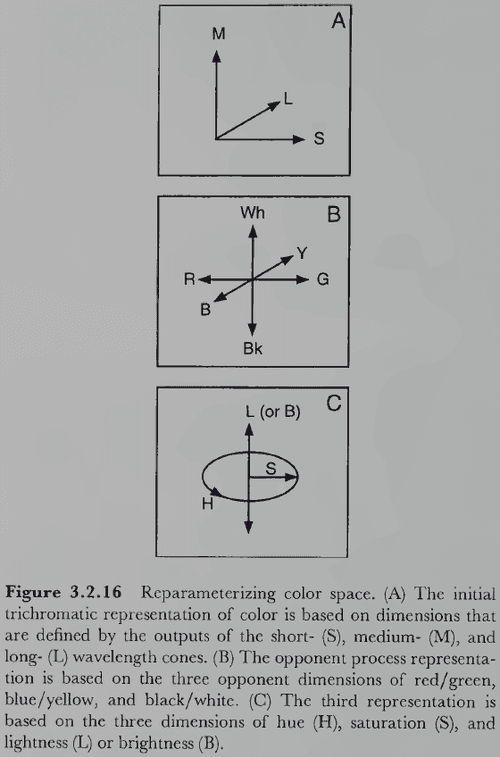 A
M
L
S
B
Wh
Y
R
G
B
Bk
C
L (or B)
S
H
Figure 3.2.16 Reparameterizing color space. (A) The initial
trichromatic representation of color is based on dimensions that
are defined by the outputs of the short- (S), medium- (M), and
long- (L) wavelength cones. (B) The opponent process representa-
tion is based on the three opponent dimensions of red/green,
blue/yellow, and black/white. (C) The third representation is
based on the three dimensions of hue (H), saturation (S), and
lightness (L) or brightness (B).